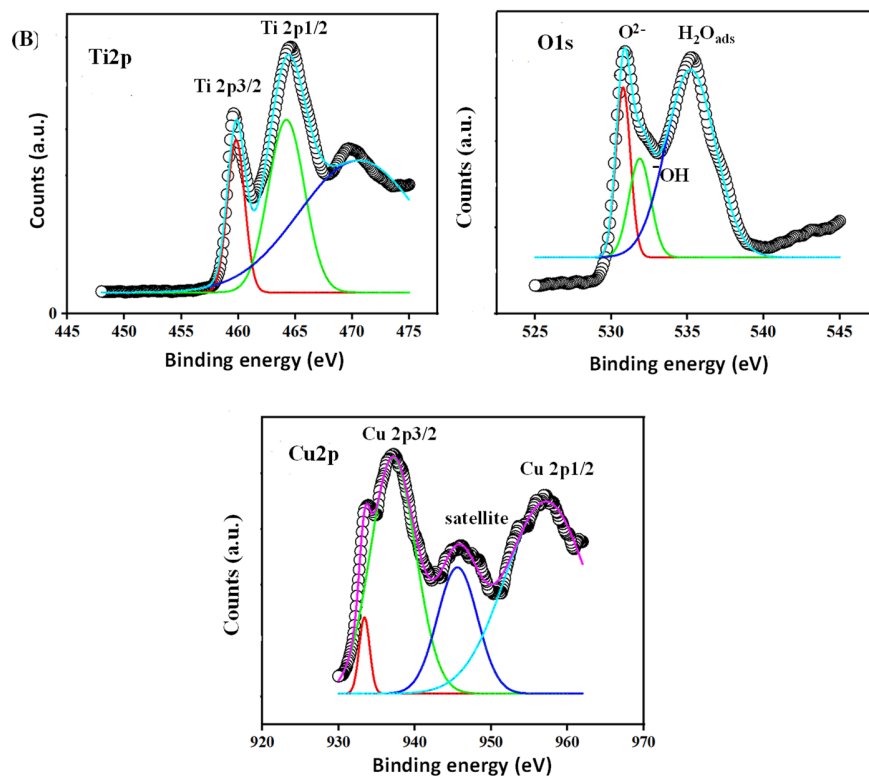 (B)
Ti2p
Ti 2p1/2
Ti 2p3/2
Counts (a.u.)
0
445 450 455 460 465 470 475
Binding energy (eV)
O1s
O²⁻
H₂Oads
⁻OH
Counts (a.u.)
525 530 535 540 545
Binding energy (eV)
Cu2p
Cu 2p3/2
satellite
Cu 2p1/2
Counts (a.u.)
920 930 940 950 960 970
Binding energy (eV)